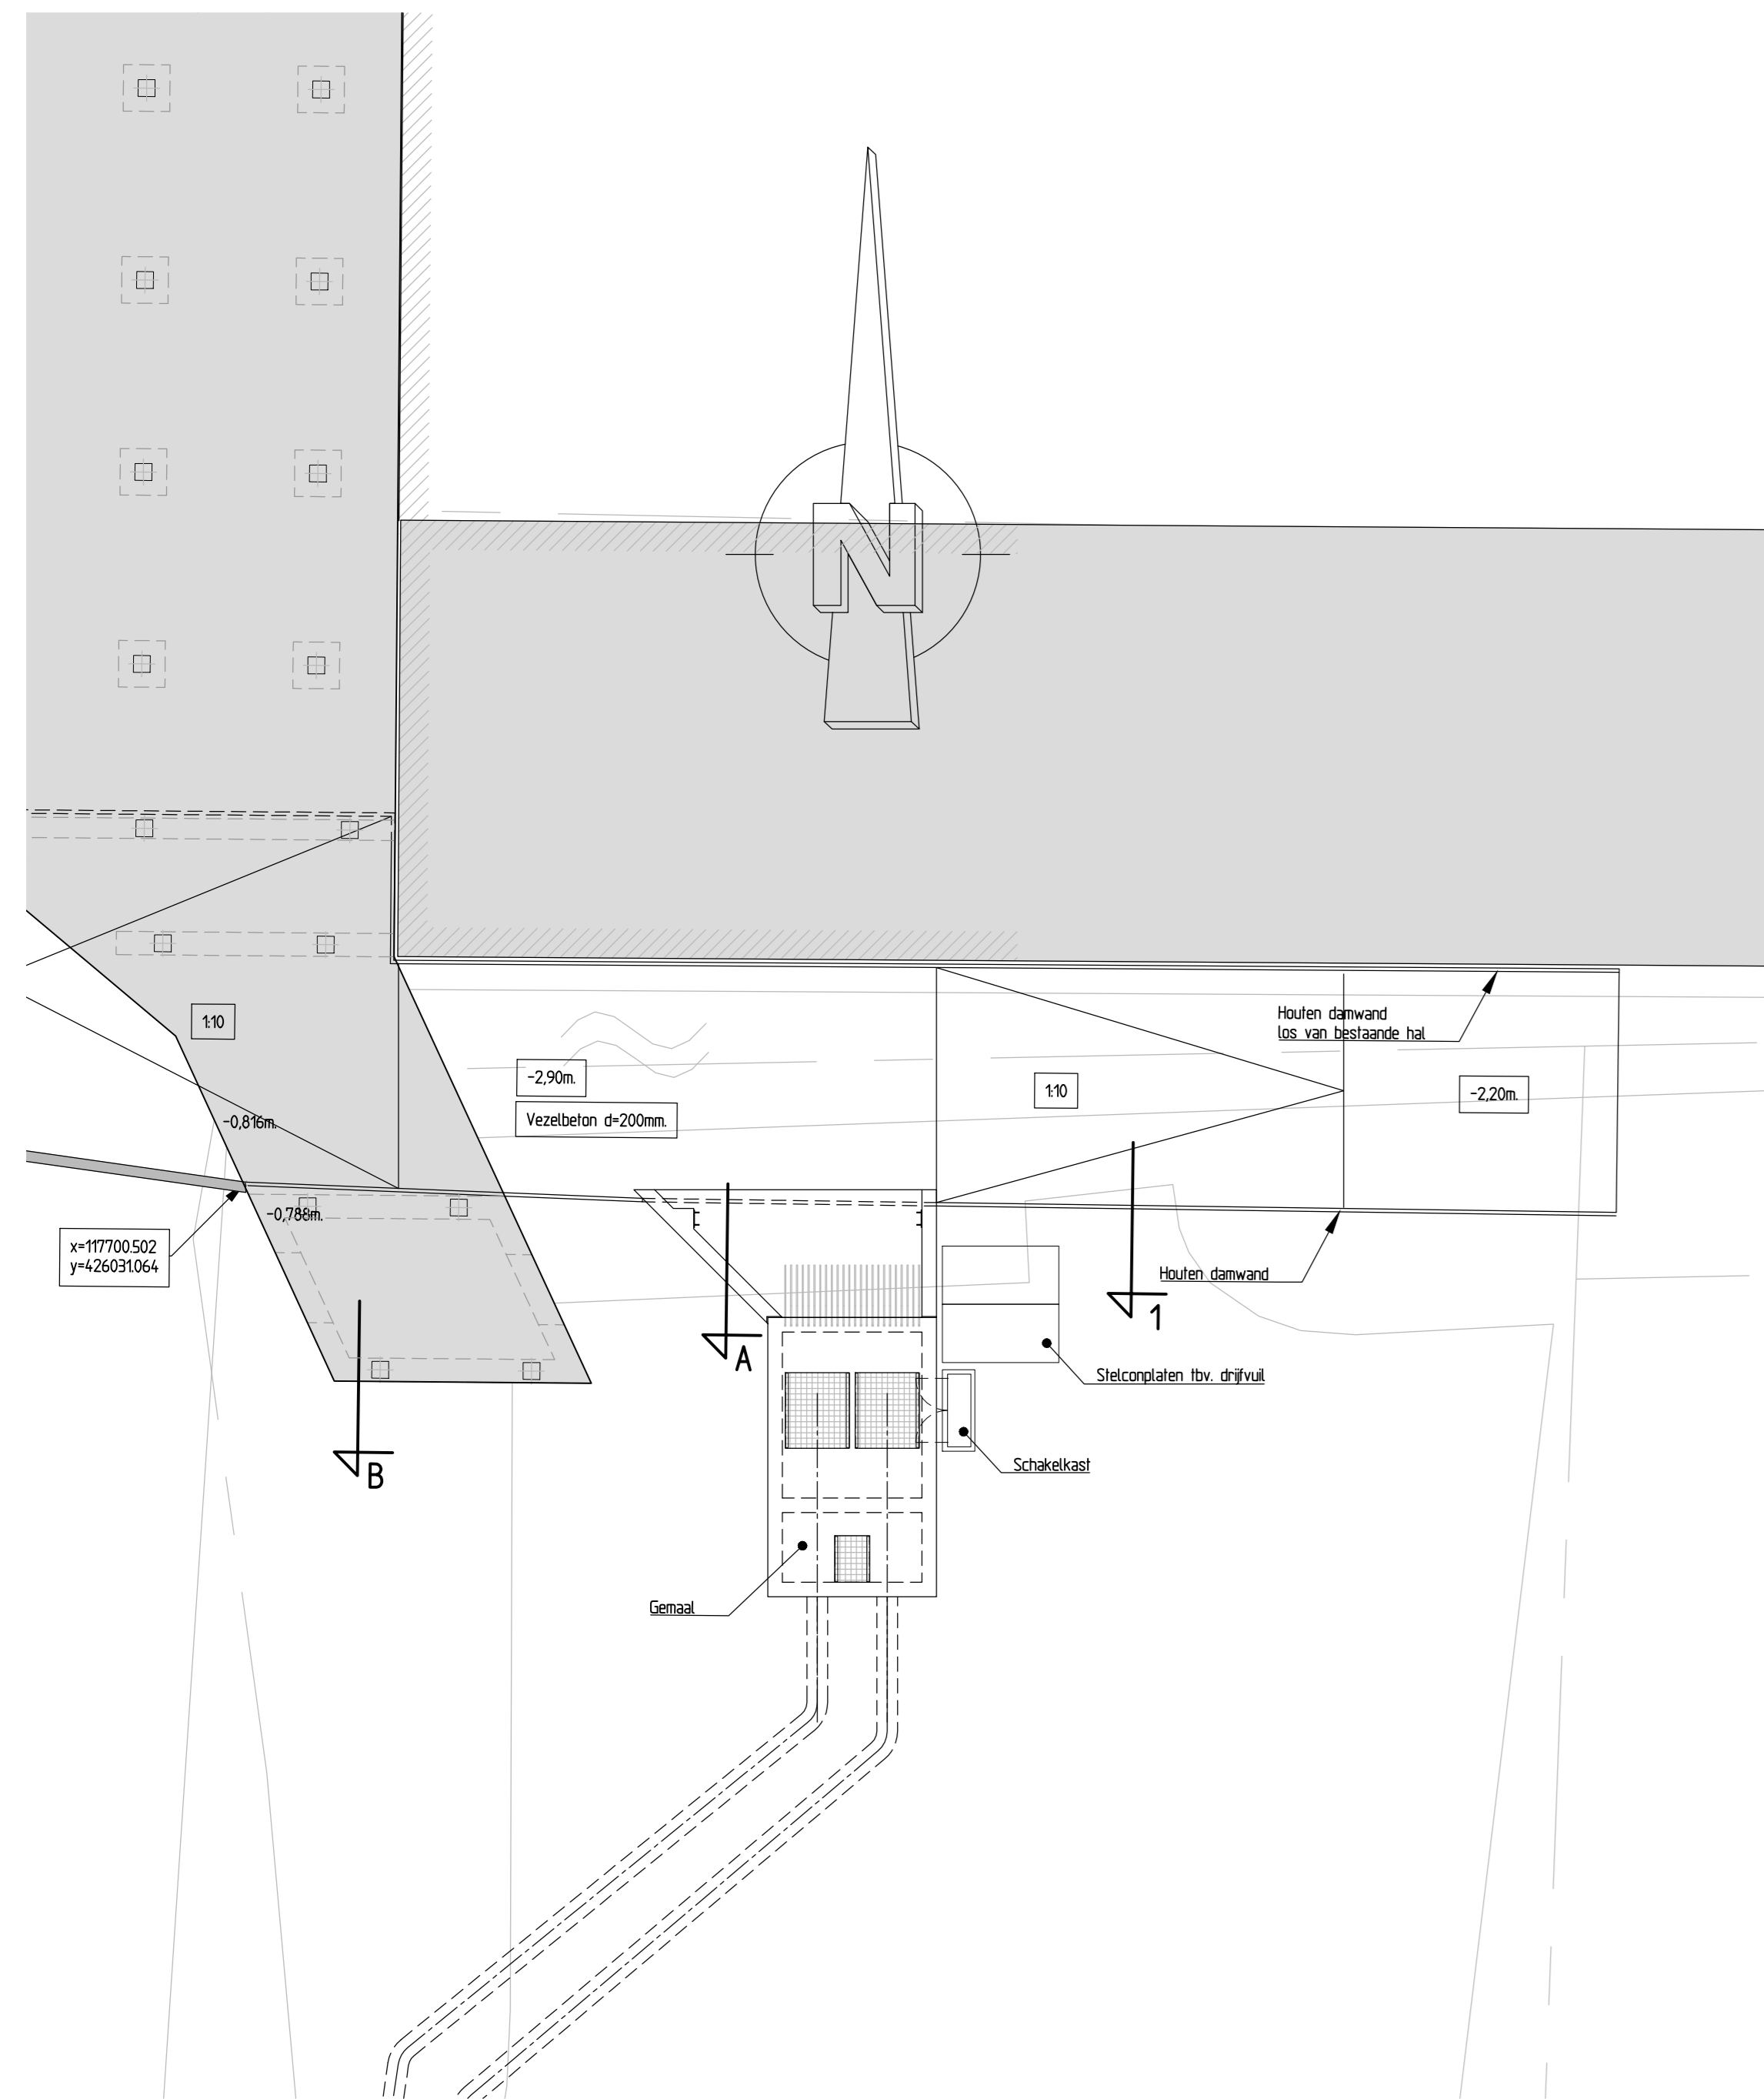 N
Houten damwand
los van bestaande hal
1:10
-2,90m.
1:10
-2,20m.
Vezelbeton d=200mm.
-0,816m.
-0,788m.
x=117700.502
y=426031.064
Houten damwand
1
A
Stelconplaten tbv. drijfvuil
B
Schakelkast
Gemaal